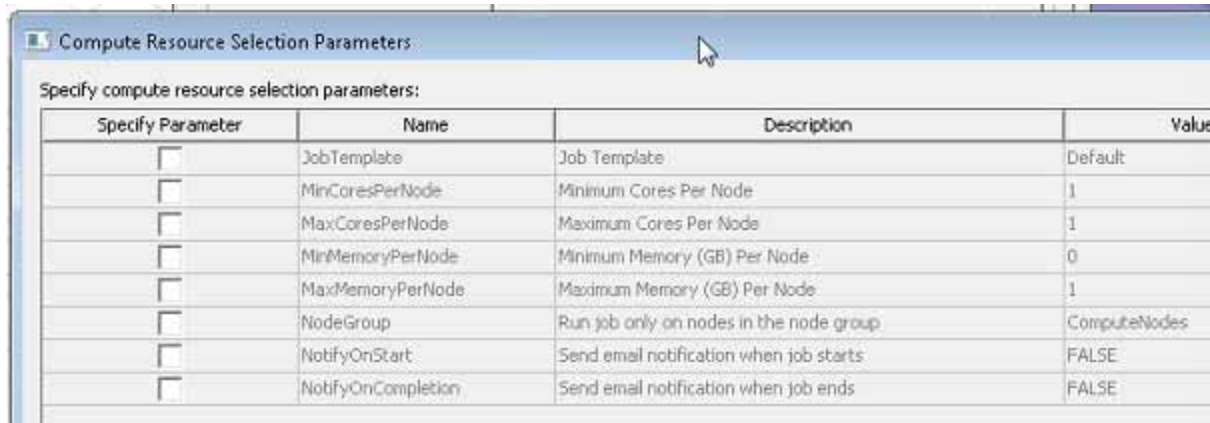 Compute Resource Selection Parameters
Specify compute resource selection parameters:
Specify Parameter Name Description Value
JobTemplate Job Template Default
MinCoresPerNode Minimum Cores Per Node 1
MaxCoresPerNode Maximum Cores Per Node 1
MinMemoryPerNode Minimum Memory (GB) Per Node 0
MaxMemoryPerNode Maximum Memory (GB) Per Node 1
NodeGroup Run job only on nodes in the node group ComputeNodes
NotifyOnStart Send email notification when job starts FALSE
NotifyOnCompletion Send email notification when job ends FALSE